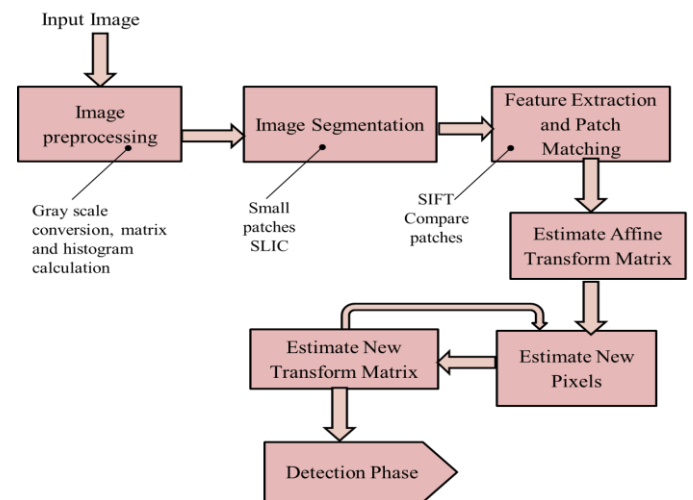 Input Image
Image
preprocessing
Image Segmentation
Feature Extraction
and Patch
Matching
Gray scale
conversion, matrix
and histogram
calculation
Small
patches
SLIC
SIFT
Compare
patches
Estimate Affine
Transform Matrix
Estimate New
Transform Matrix
Estimate New
Pixels
Detection Phase